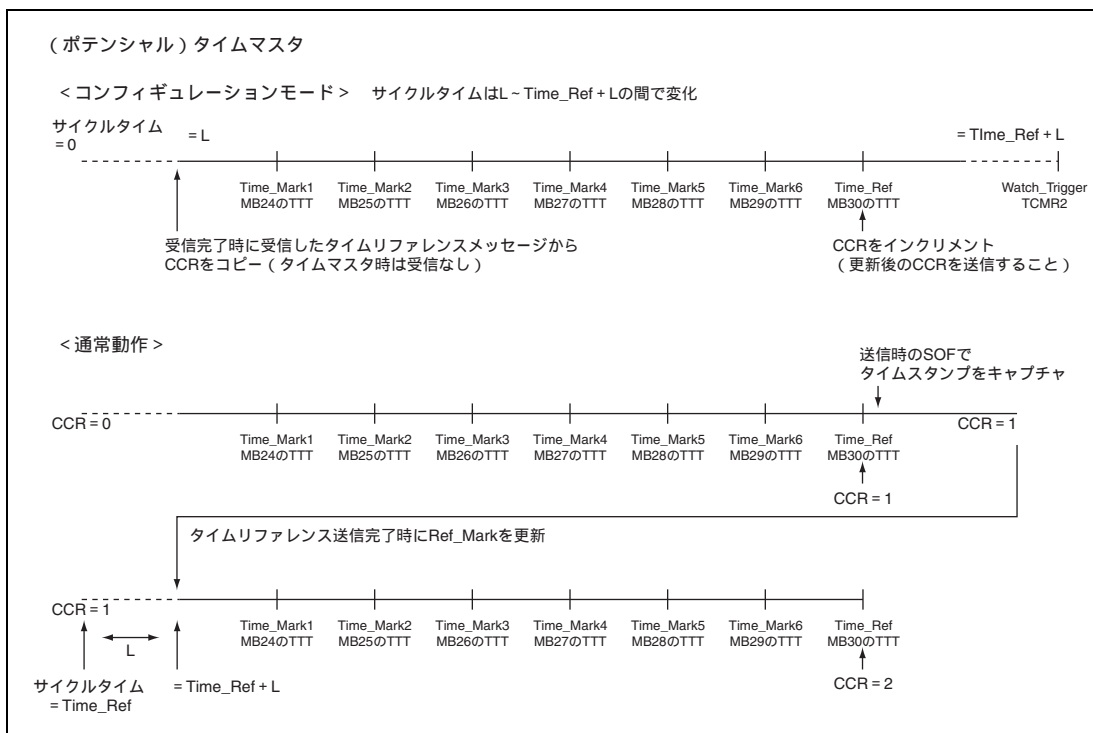 （ポテンシャル）タイムマスタ
＜コンフィギュレーションモード＞ サイクルタイムはL ~ Time_Ref + Lの間で変化
サイクルタイム
= 0
= L
= TIme_Ref + L
Time_Mark1
MB24のTTT
Time_Mark2
MB25のTTT
Time_Mark3
MB26のTTT
Time_Mark4
MB27のTTT
Time_Mark5
MB28のTTT
Time_Mark6
MB29のTTT
Time_Ref
MB30のTTT
Watch_Trigger
TCMR2
受信完了時に受信したタイムリファレンスメッセージから
CCRをコピー（タイムマスタ時は受信なし）
CCRをインクリメント
（更新後のCCRを送信すること）
＜通常動作＞
送信時のSOFで
タイムスタンプをキャプチャ
CCR = 0
CCR = 1
Time_Mark1
MB24のTTT
Time_Mark2
MB25のTTT
Time_Mark3
MB26のTTT
Time_Mark4
MB27のTTT
Time_Mark5
MB28のTTT
Time_Mark6
MB29のTTT
Time_Ref
MB30のTTT
CCR = 1
タイムリファレンス送信完了時にRef_Markを更新
CCR = 1
L
Time_Mark1
MB24のTTT
Time_Mark2
MB25のTTT
Time_Mark3
MB26のTTT
Time_Mark4
MB27のTTT
Time_Mark5
MB28のTTT
Time_Mark6
MB29のTTT
Time_Ref
MB30のTTT
サイクルタイム
= Time_Ref
= Time_Ref + L
CCR = 2